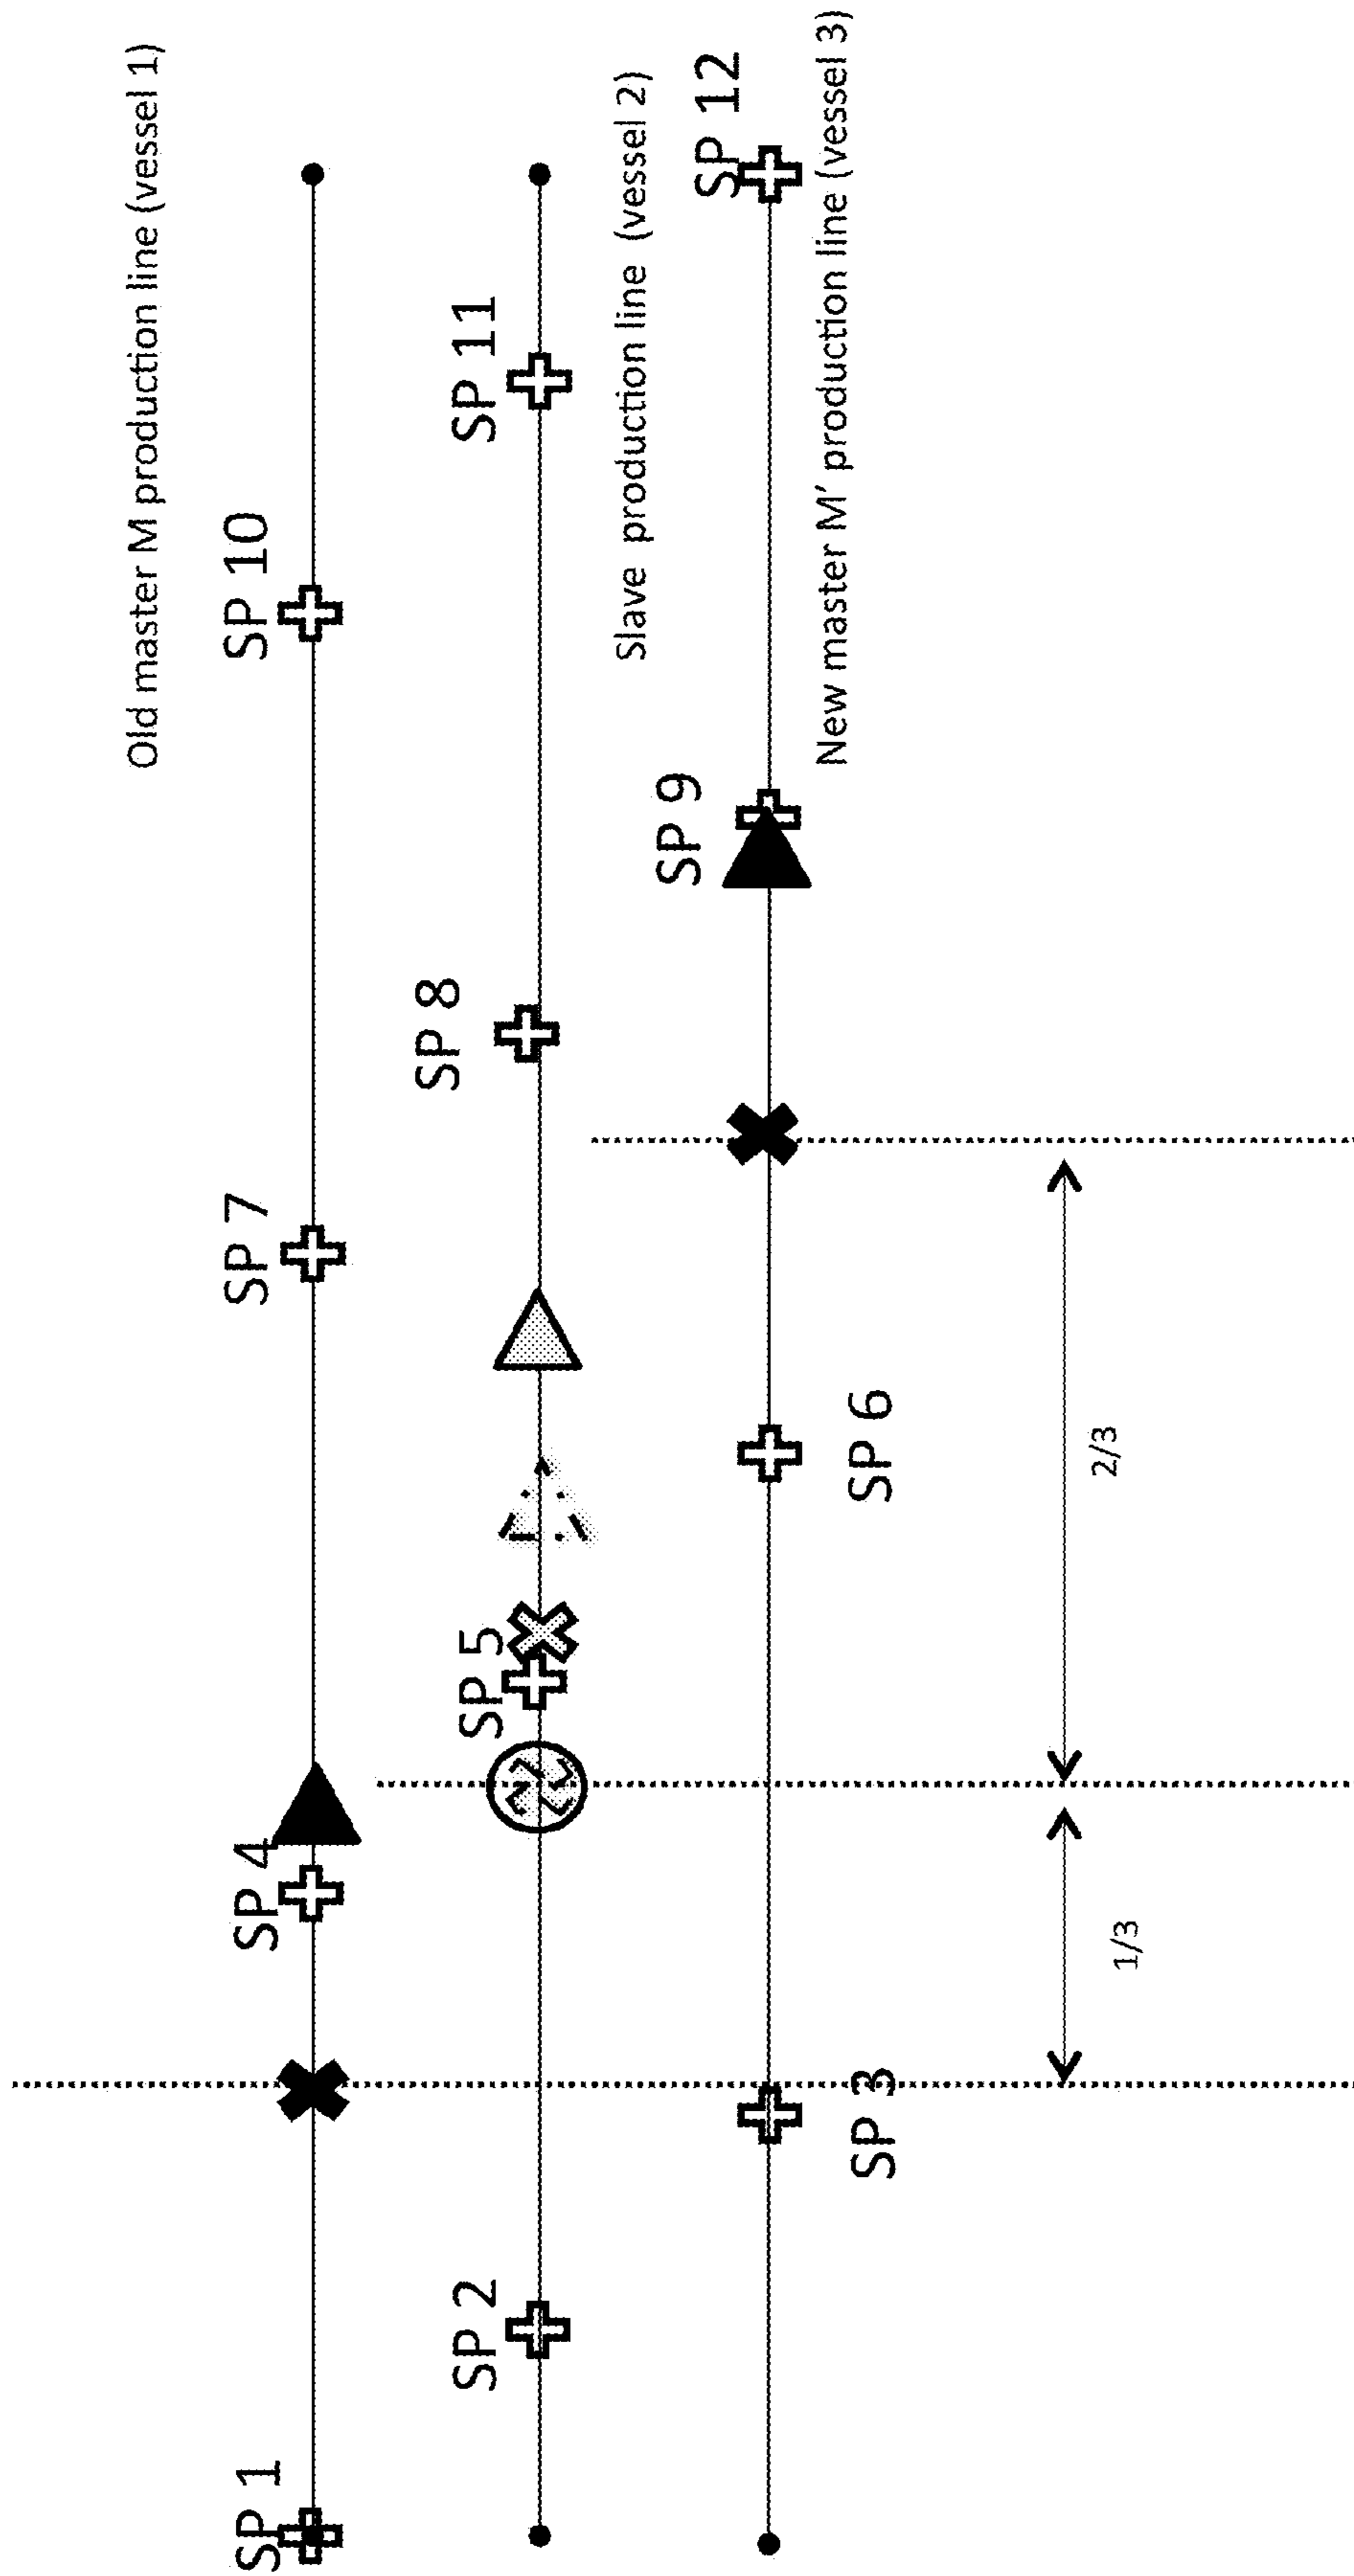 Old master M production line (vessel 1)
SP 1
SP 4
SP 7
SP 10
SP 2
SP 5
SP 8
SP 11
Slave production line (vessel 2)
SP 9
SP 12
New master M' production line (vessel 3)
SP 3
SP 6
1/3
2/3